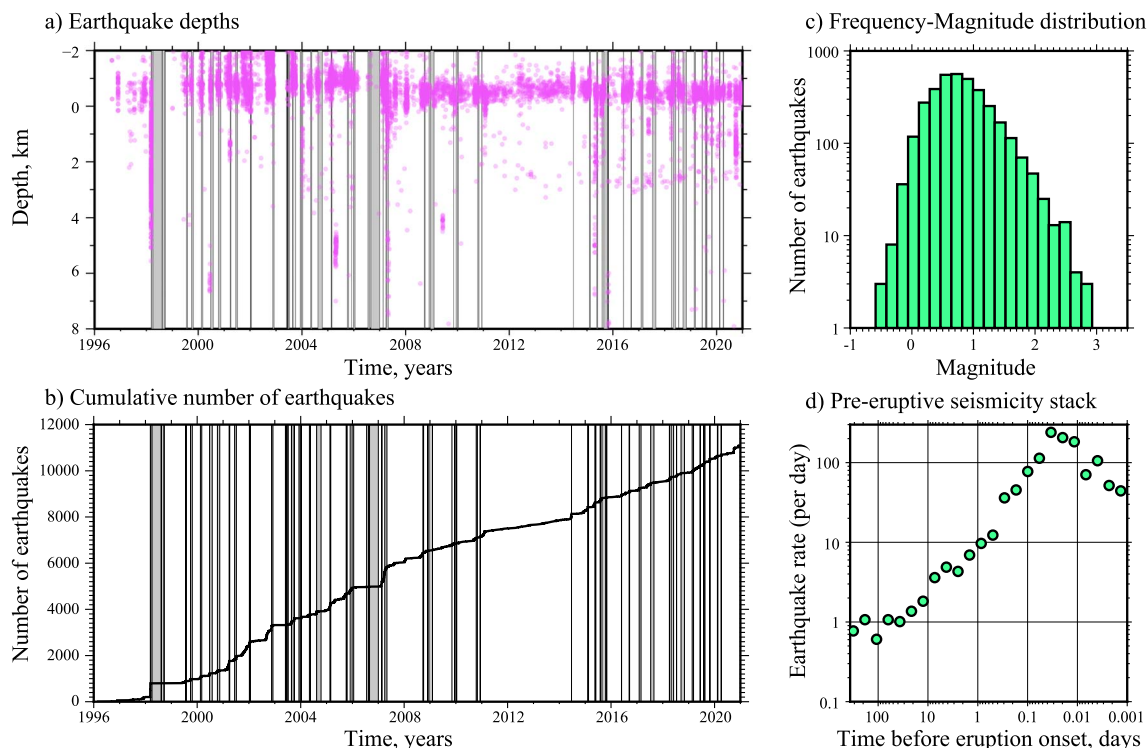 a) Earthquake depths
−2
0
2
4
6
8
Depth, km
1996 2000 2004 2008 2012 2016 2020
Time, years
b) Cumulative number of earthquakes
12000
10000
8000
6000
4000
2000
0
Number of earthquakes
1996 2000 2004 2008 2012 2016 2020
Time, years
c) Frequency-Magnitude distribution
1000
100
10
1
Number of earthquakes
-1 0 1 2 3
Magnitude
d) Pre-eruptive seismicity stack
100
10
1
0.1
Earthquake rate (per day)
100 10 1 0.1 0.01 0.001
Time before eruption onset, days